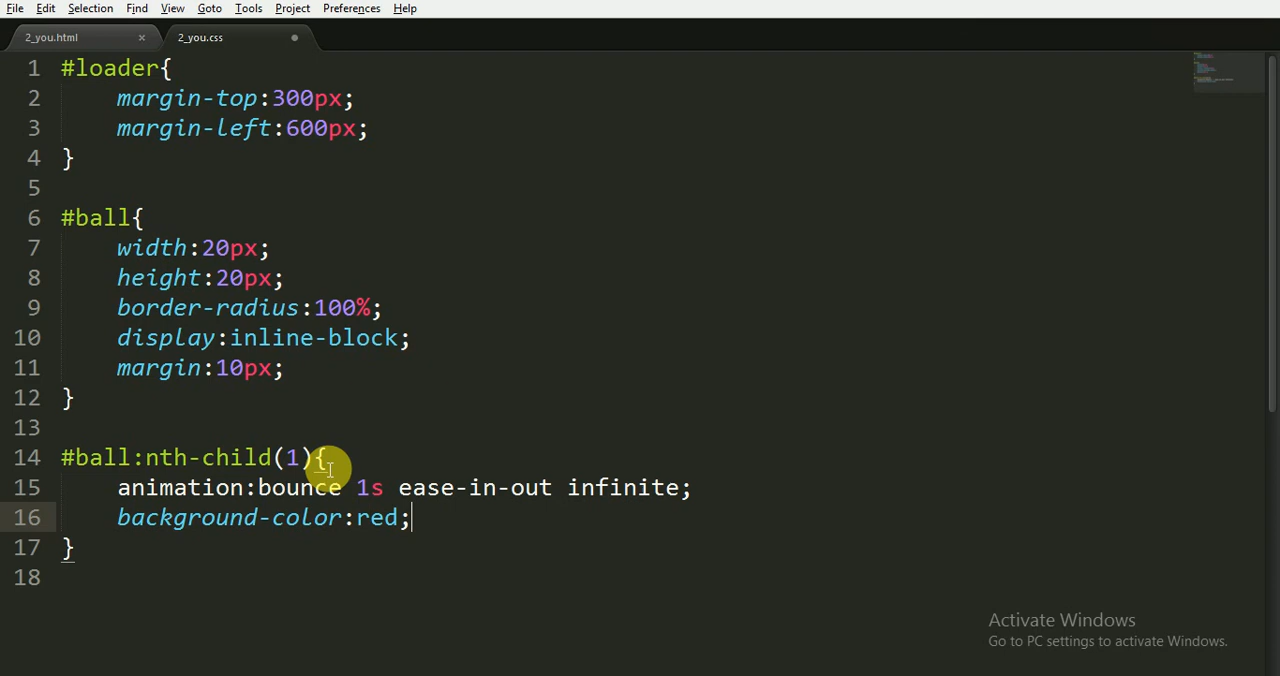 File Edit Selection Find View Goto Tools Project Preferences Help
2_you.html × 2_you.css
1 #loader{
2 margin-top:300px;
3 margin-left:600px;
4 }
5
6 #ball{
7 width:20px;
8 height:20px;
9 border-radius:100%;
10 display:inline-block;
11 margin:10px;
12 }
13
14 #ball:nth-child(1){
15 animation:bounce 1s ease-in-out infinite;
16 background-color:red;
17 }
18
Activate Windows
Go to PC settings to activate Windows.